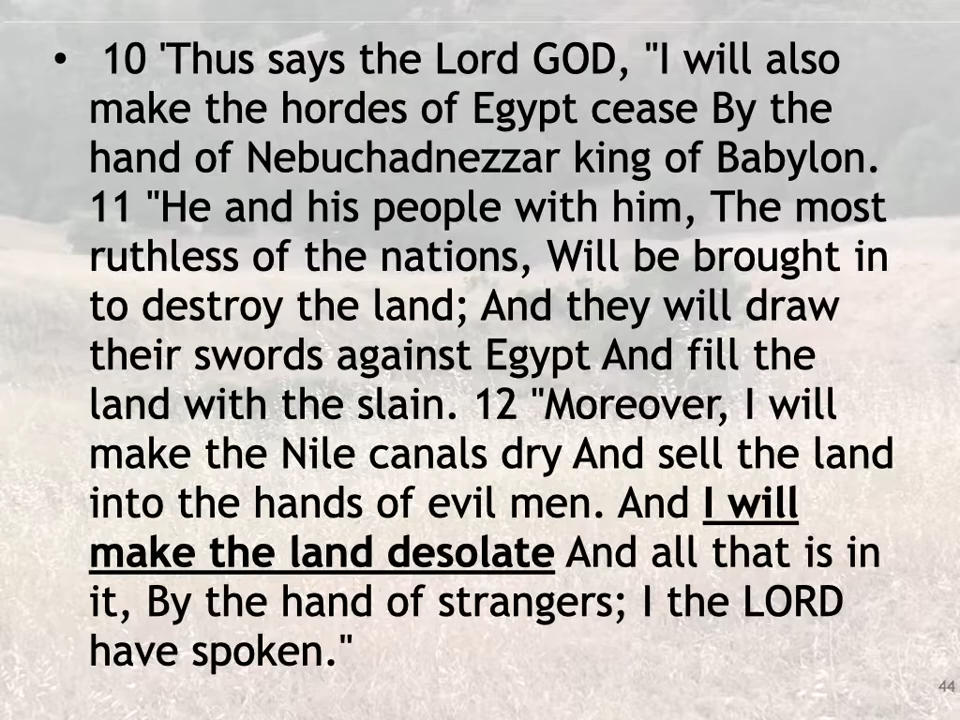 • 10 'Thus says the Lord GOD, "I will also
make the hordes of Egypt cease By the
hand of Nebuchadnezzar king of Babylon.
11 "He and his people with him, The most
ruthless of the nations, Will be brought in
to destroy the land; And they will draw
their swords against Egypt And fill the
land with the slain. 12 "Moreover, I will
make the Nile canals dry And sell the land
into the hands of evil men. And I will
make the land desolate And all that is in
it, By the hand of strangers; I the LORD
have spoken."
44